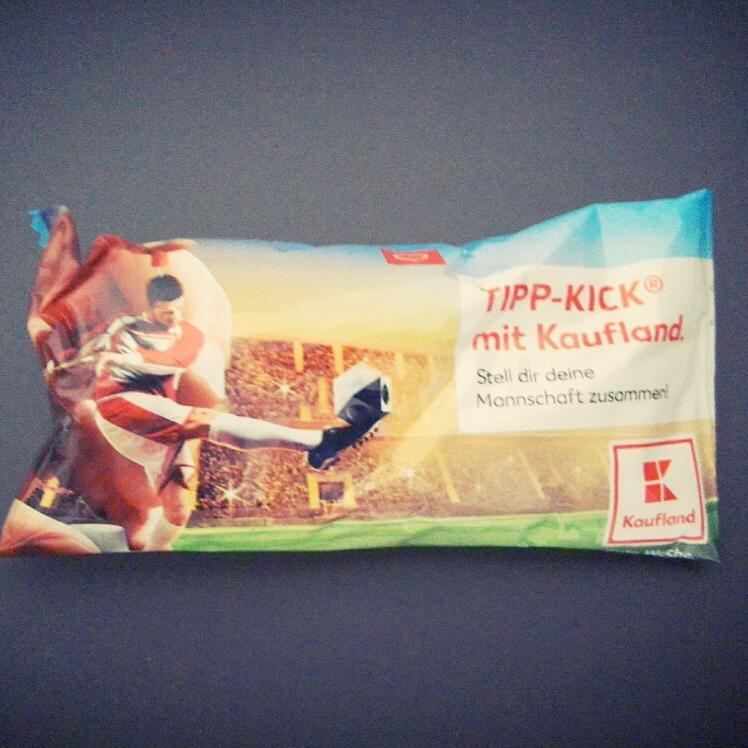 TIPP-KICK®
mit Kaufland.
Stell dir deine
Mannschaft zusammen!
Kaufland